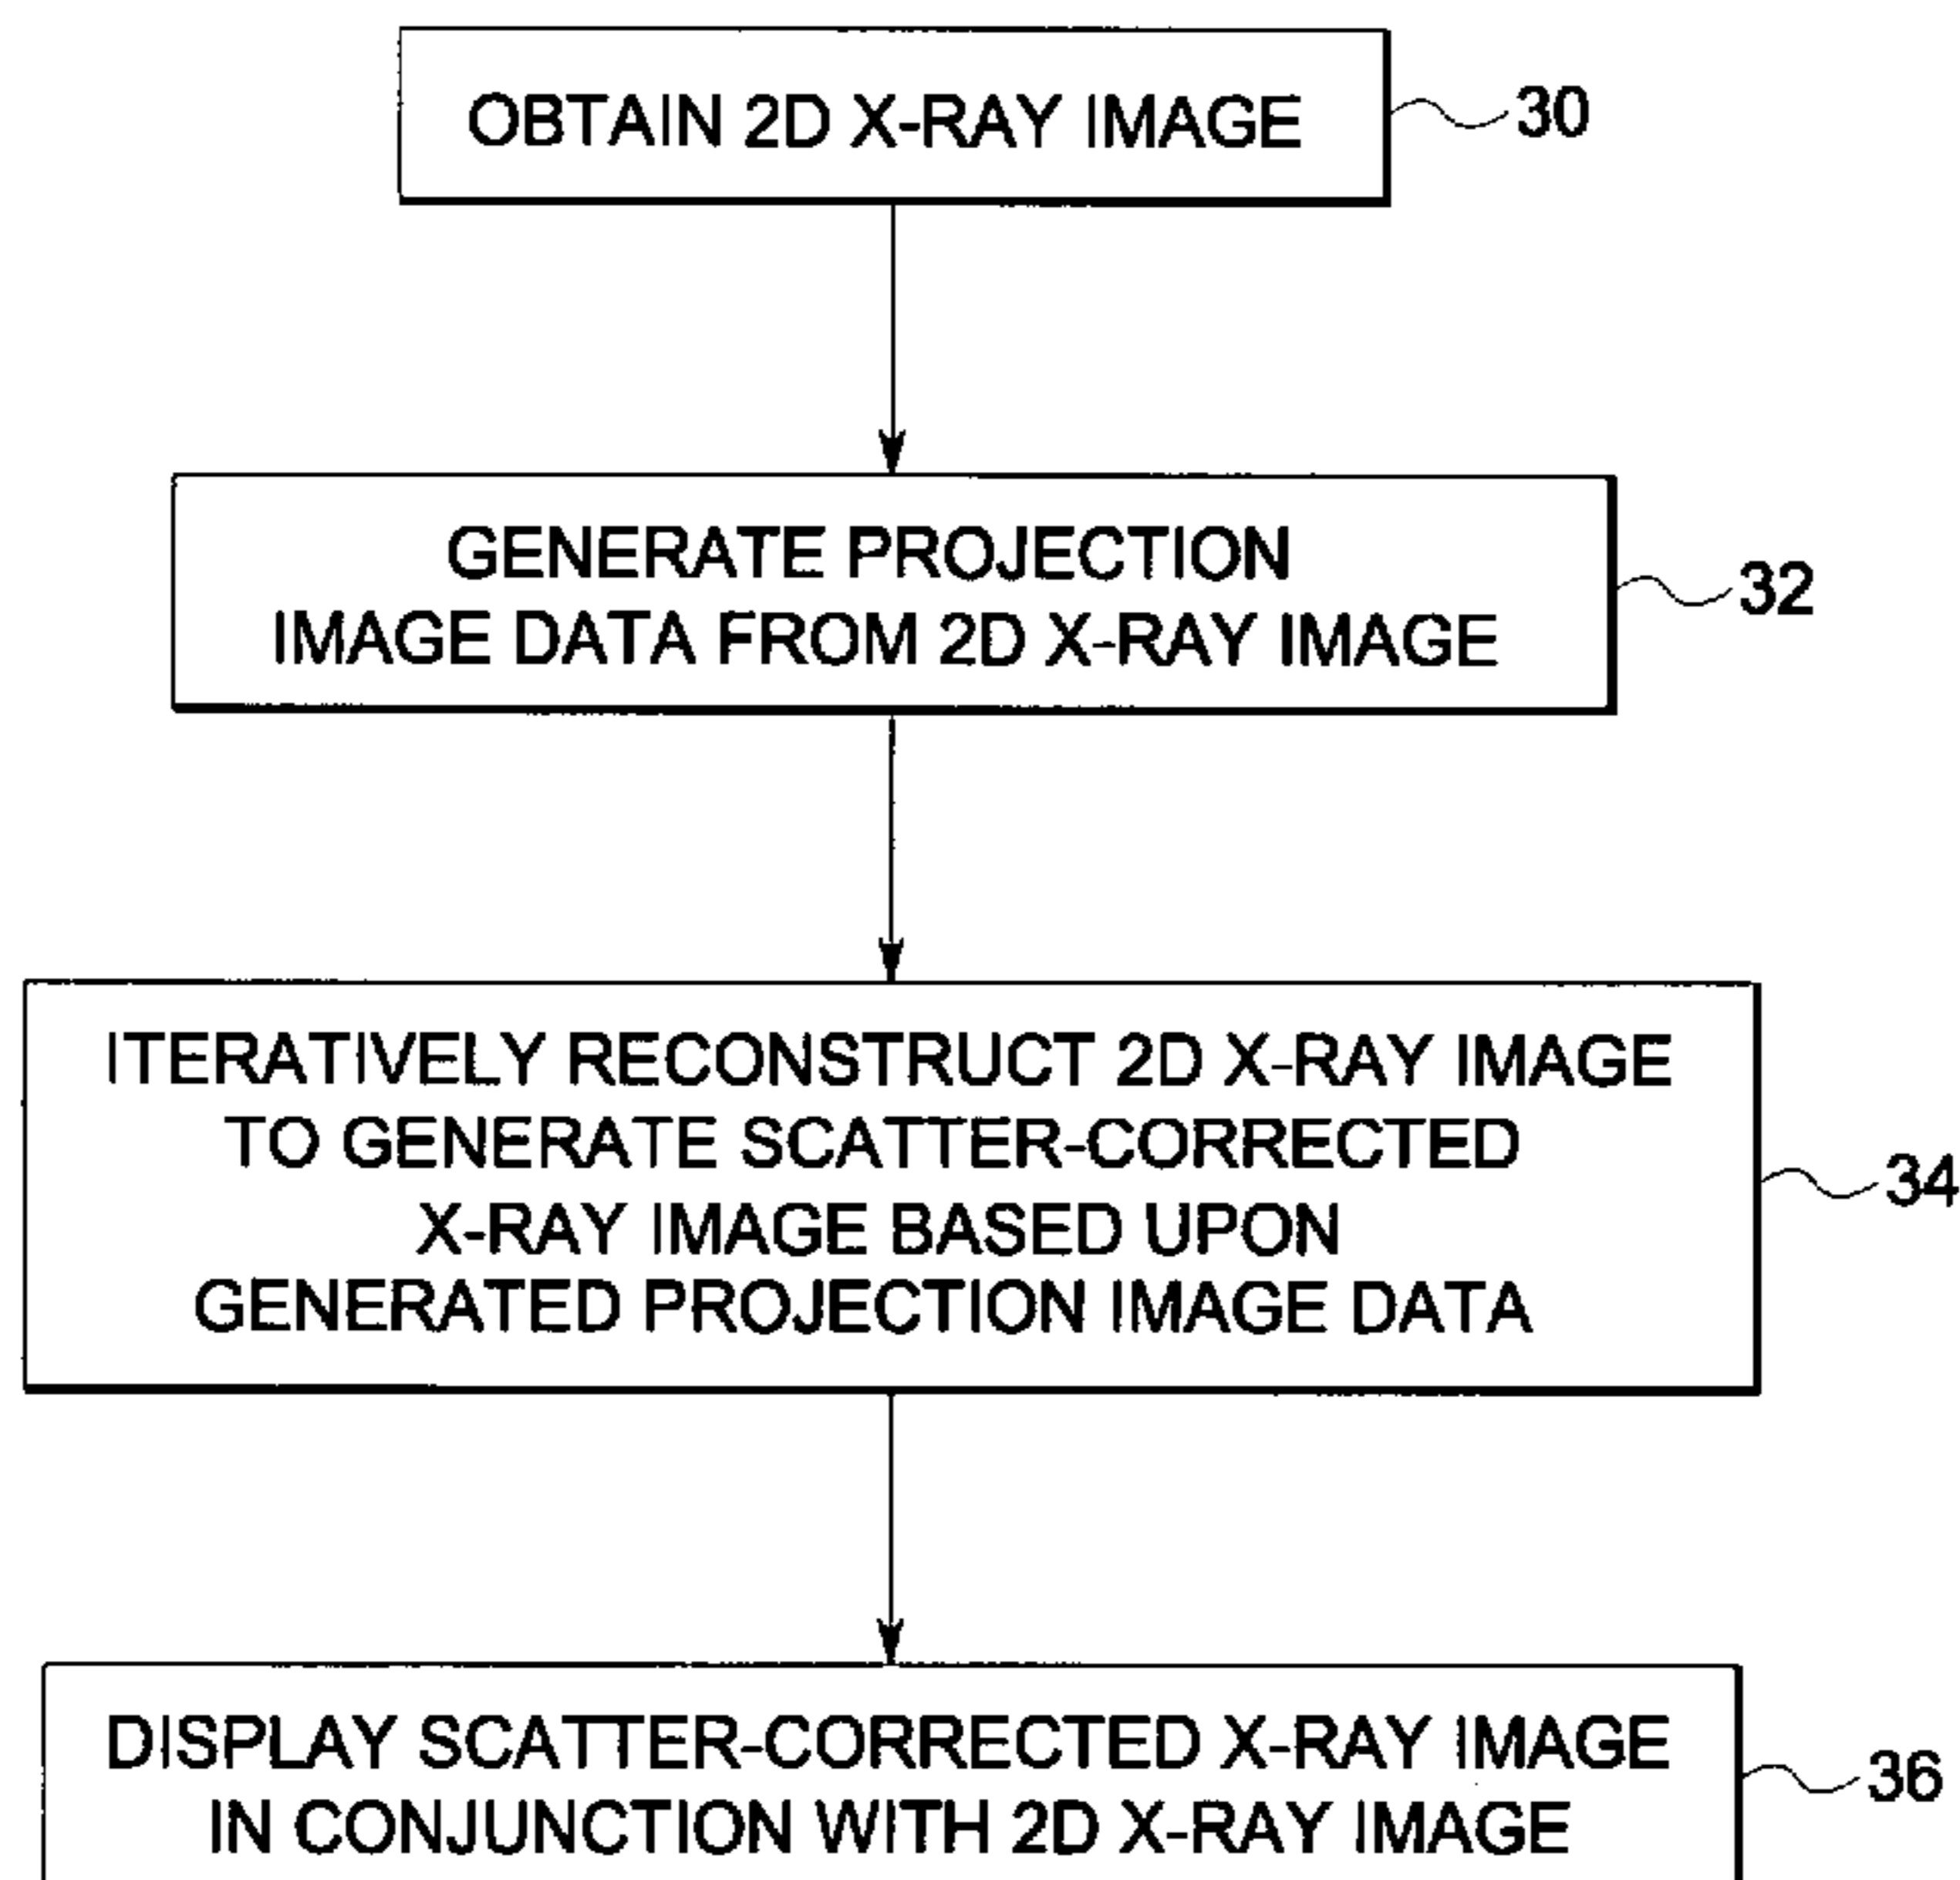 OBTAIN 2D X-RAY IMAGE
30
GENERATE PROJECTION
IMAGE DATA FROM 2D X-RAY IMAGE
32
ITERATIVELY RECONSTRUCT 2D X-RAY IMAGE
TO GENERATE SCATTER-CORRECTED
X-RAY IMAGE BASED UPON
GENERATED PROJECTION IMAGE DATA
34
DISPLAY SCATTER-CORRECTED X-RAY IMAGE
IN CONJUNCTION WITH 2D X-RAY IMAGE
36